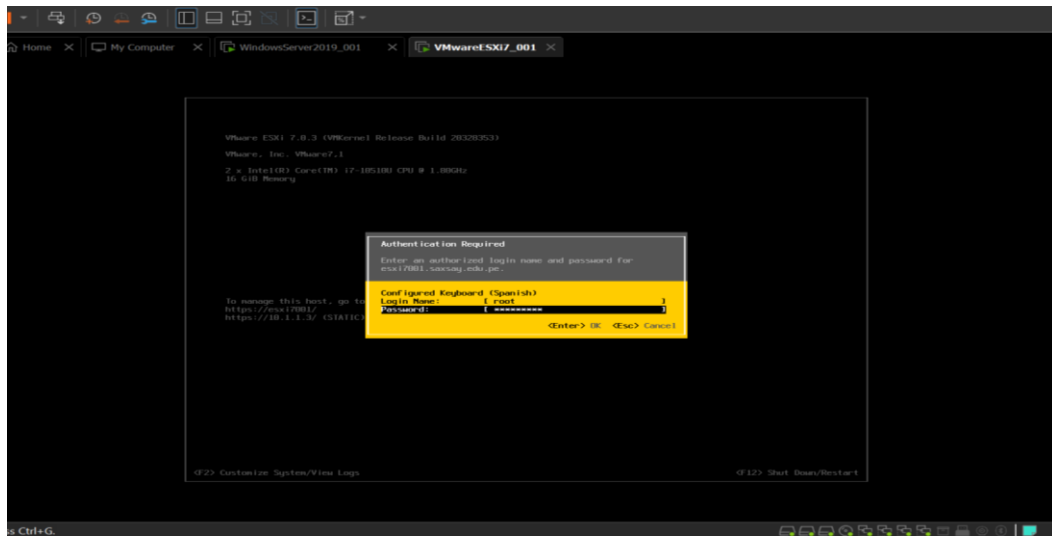 Home
My Computer
WindowsServer2019_001
VMwareESXi7_001
VMware ESXi 7.0.3 (VMKernel Release Build 20328353)
VMware, Inc. VMware7,1
2 x Intel(R) Core(TM) i7-10510U CPU @ 1.80GHz
16 GiB Memory
Authentication Required
Enter an authorized login name and password for
esxi7001.saxsay.edu.pe.
Configured Keyboard (Spanish)
To manage this host, go to
Login Name: [ root ]
https://esxi7001/
Password: [ ********* ]
https://10.1.1.3/ (STATIC)
<Enter> OK <Esc> Cancel
<F2> Customize System/View Logs
<F12> Shut Down/Restart
ss Ctrl+G.